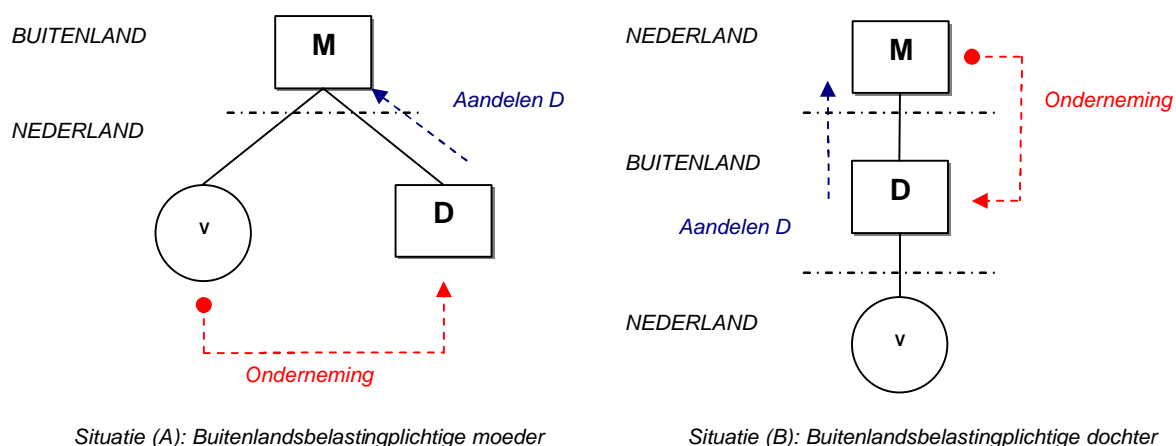 BUITENLAND
M
Aandelen D
NEDERLAND
V
D
Onderneming
Situatie (A): Buitenlandsbelastingplichtige moeder
NEDERLAND
M
Onderneming
BUITENLAND
D
Aandelen D
NEDERLAND
V
Situatie (B): Buitenlandsbelastingplichtige dochter